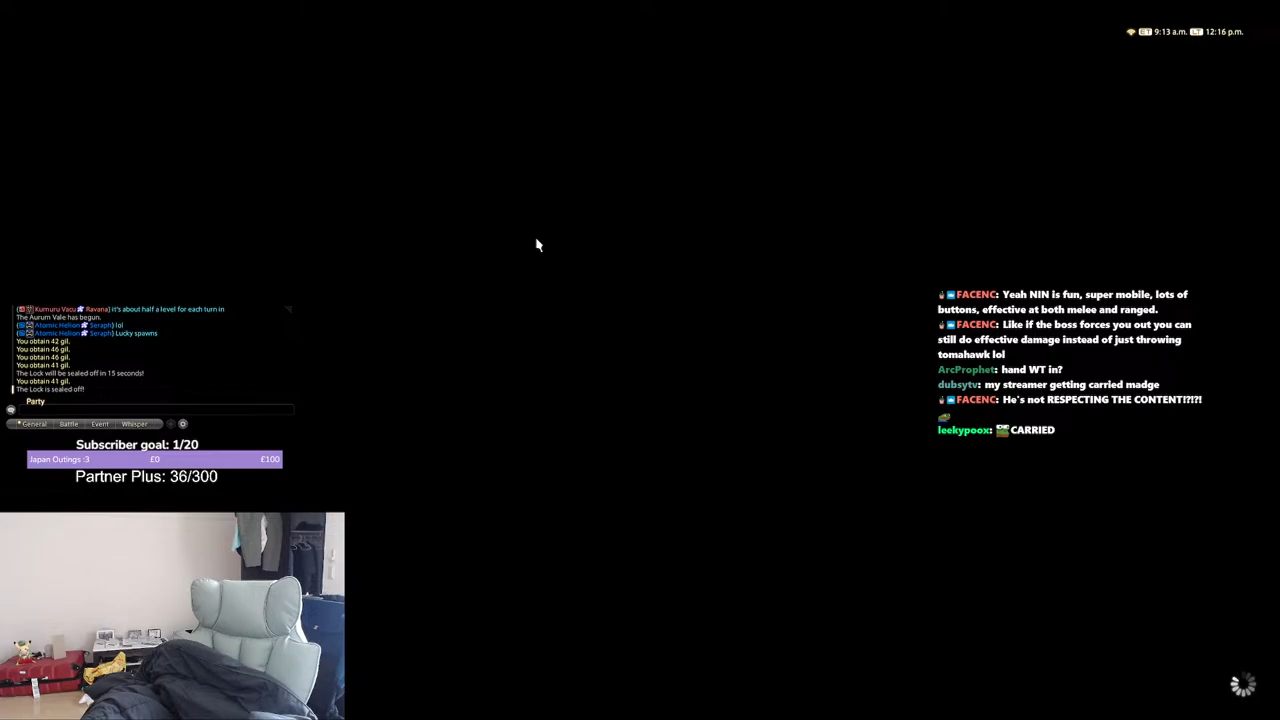 ET 9:13 a.m. LT 12:16 p.m.
(Kumuru Vacu Ravana) it's about half a level for each turn in
The Aurum Vale has begun.
(Atomic Helion Seraph) lol
(Atomic Helion Seraph) Lucky spawns
You obtain 42 gil.
You obtain 46 gil.
You obtain 46 gil.
You obtain 41 gil.
The Lock will be sealed off in 15 seconds!
You obtain 41 gil.
The Lock is sealed off!
Party
General Battle Event Whisper
Subscriber goal: 1/20
Japan Outings :3 £0 £100
Partner Plus: 36/300
FACENC: Yeah NIN is fun, super mobile, lots of
buttons, effective at both melee and ranged.
FACENC: Like if the boss forces you out you can
still do effective damage instead of just throwing
tomahawk lol
ArcProphet: hand WT in?
dubsytv: my streamer getting carried madge
FACENC: He's not RESPECTING THE CONTENT!?!?!
leekypoox: CARRIED